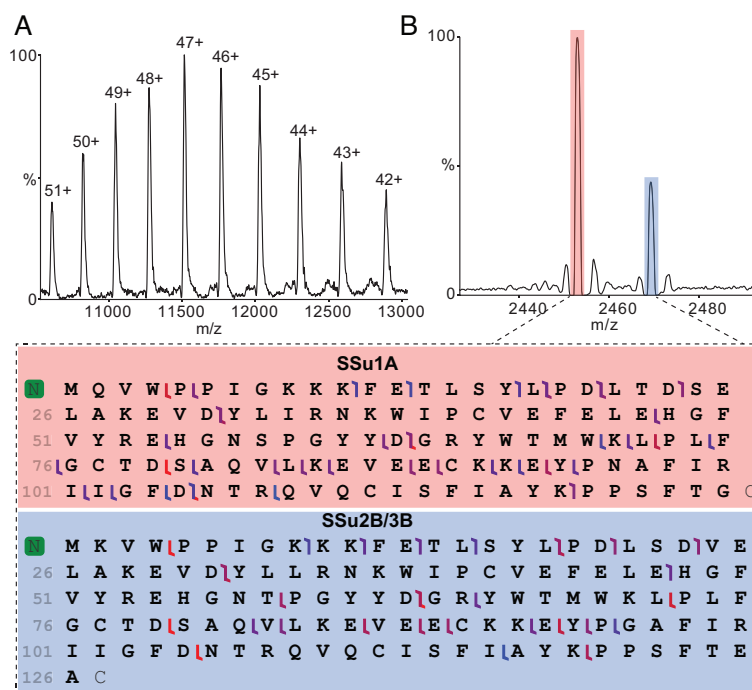 A
100
%
0
51+
50+
49+
48+
47+
46+
45+
44+
43+
42+
11000 11500 12000 12500 13000
m/z
B
100
%
0
2440 2460 2480
m/z
SSu1A
N M Q V W P P I G K K K F E T L S Y L P D L T D S E
26 L A K E V D Y L I R N K W I P C V E F E L E H G F
51 V Y R E H G N S P G Y Y D G R Y W T M W K L P L F
76 G C T D S A Q V L K E V E E C K K E Y P N A F I R
101 I I G F D N T R Q V Q C I S F I A Y K P P S F T G C
SSu2B/3B
N M K V W P P I G K K K F E T L S Y L P D L S D V E
26 L A K E V D Y L L R N K W I P C V E F E L E H G F
51 V Y R E H G N T P G Y Y D G R Y W T M W K L P L F
76 G C T D S A Q V L K E V E E C K K E Y P G A F I R
101 I I G F D N T R Q V Q C I S F I A Y K P P S F T E
126 A C